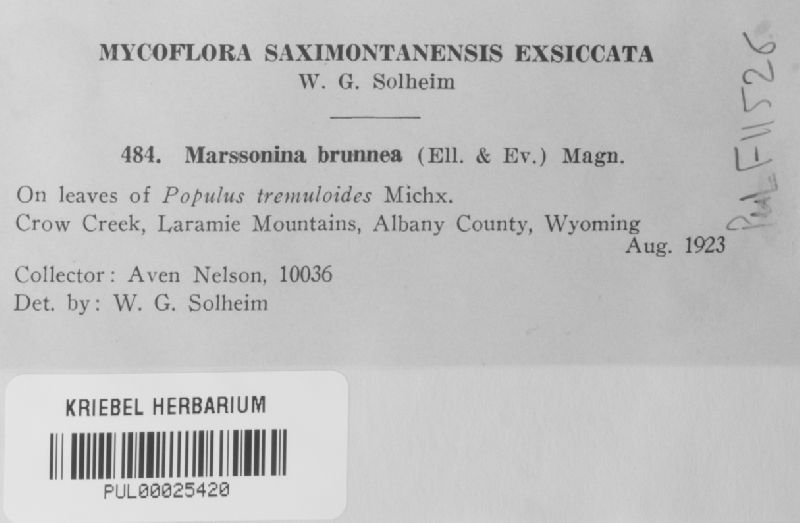 MYCOFLORA SAXIMONTANENSIS EXSICCATA
W. G. Solheim
484. Marssonina brunnea (Ell. & Ev.) Magn.
On leaves of Populus tremuloides Michx.
Crow Creek, Laramie Mountains, Albany County, Wyoming
Aug. 1923
Collector: Aven Nelson, 10036
Det. by: W. G. Solheim
PUL F11526
KRIEBEL HERBARIUM
PUL00025420